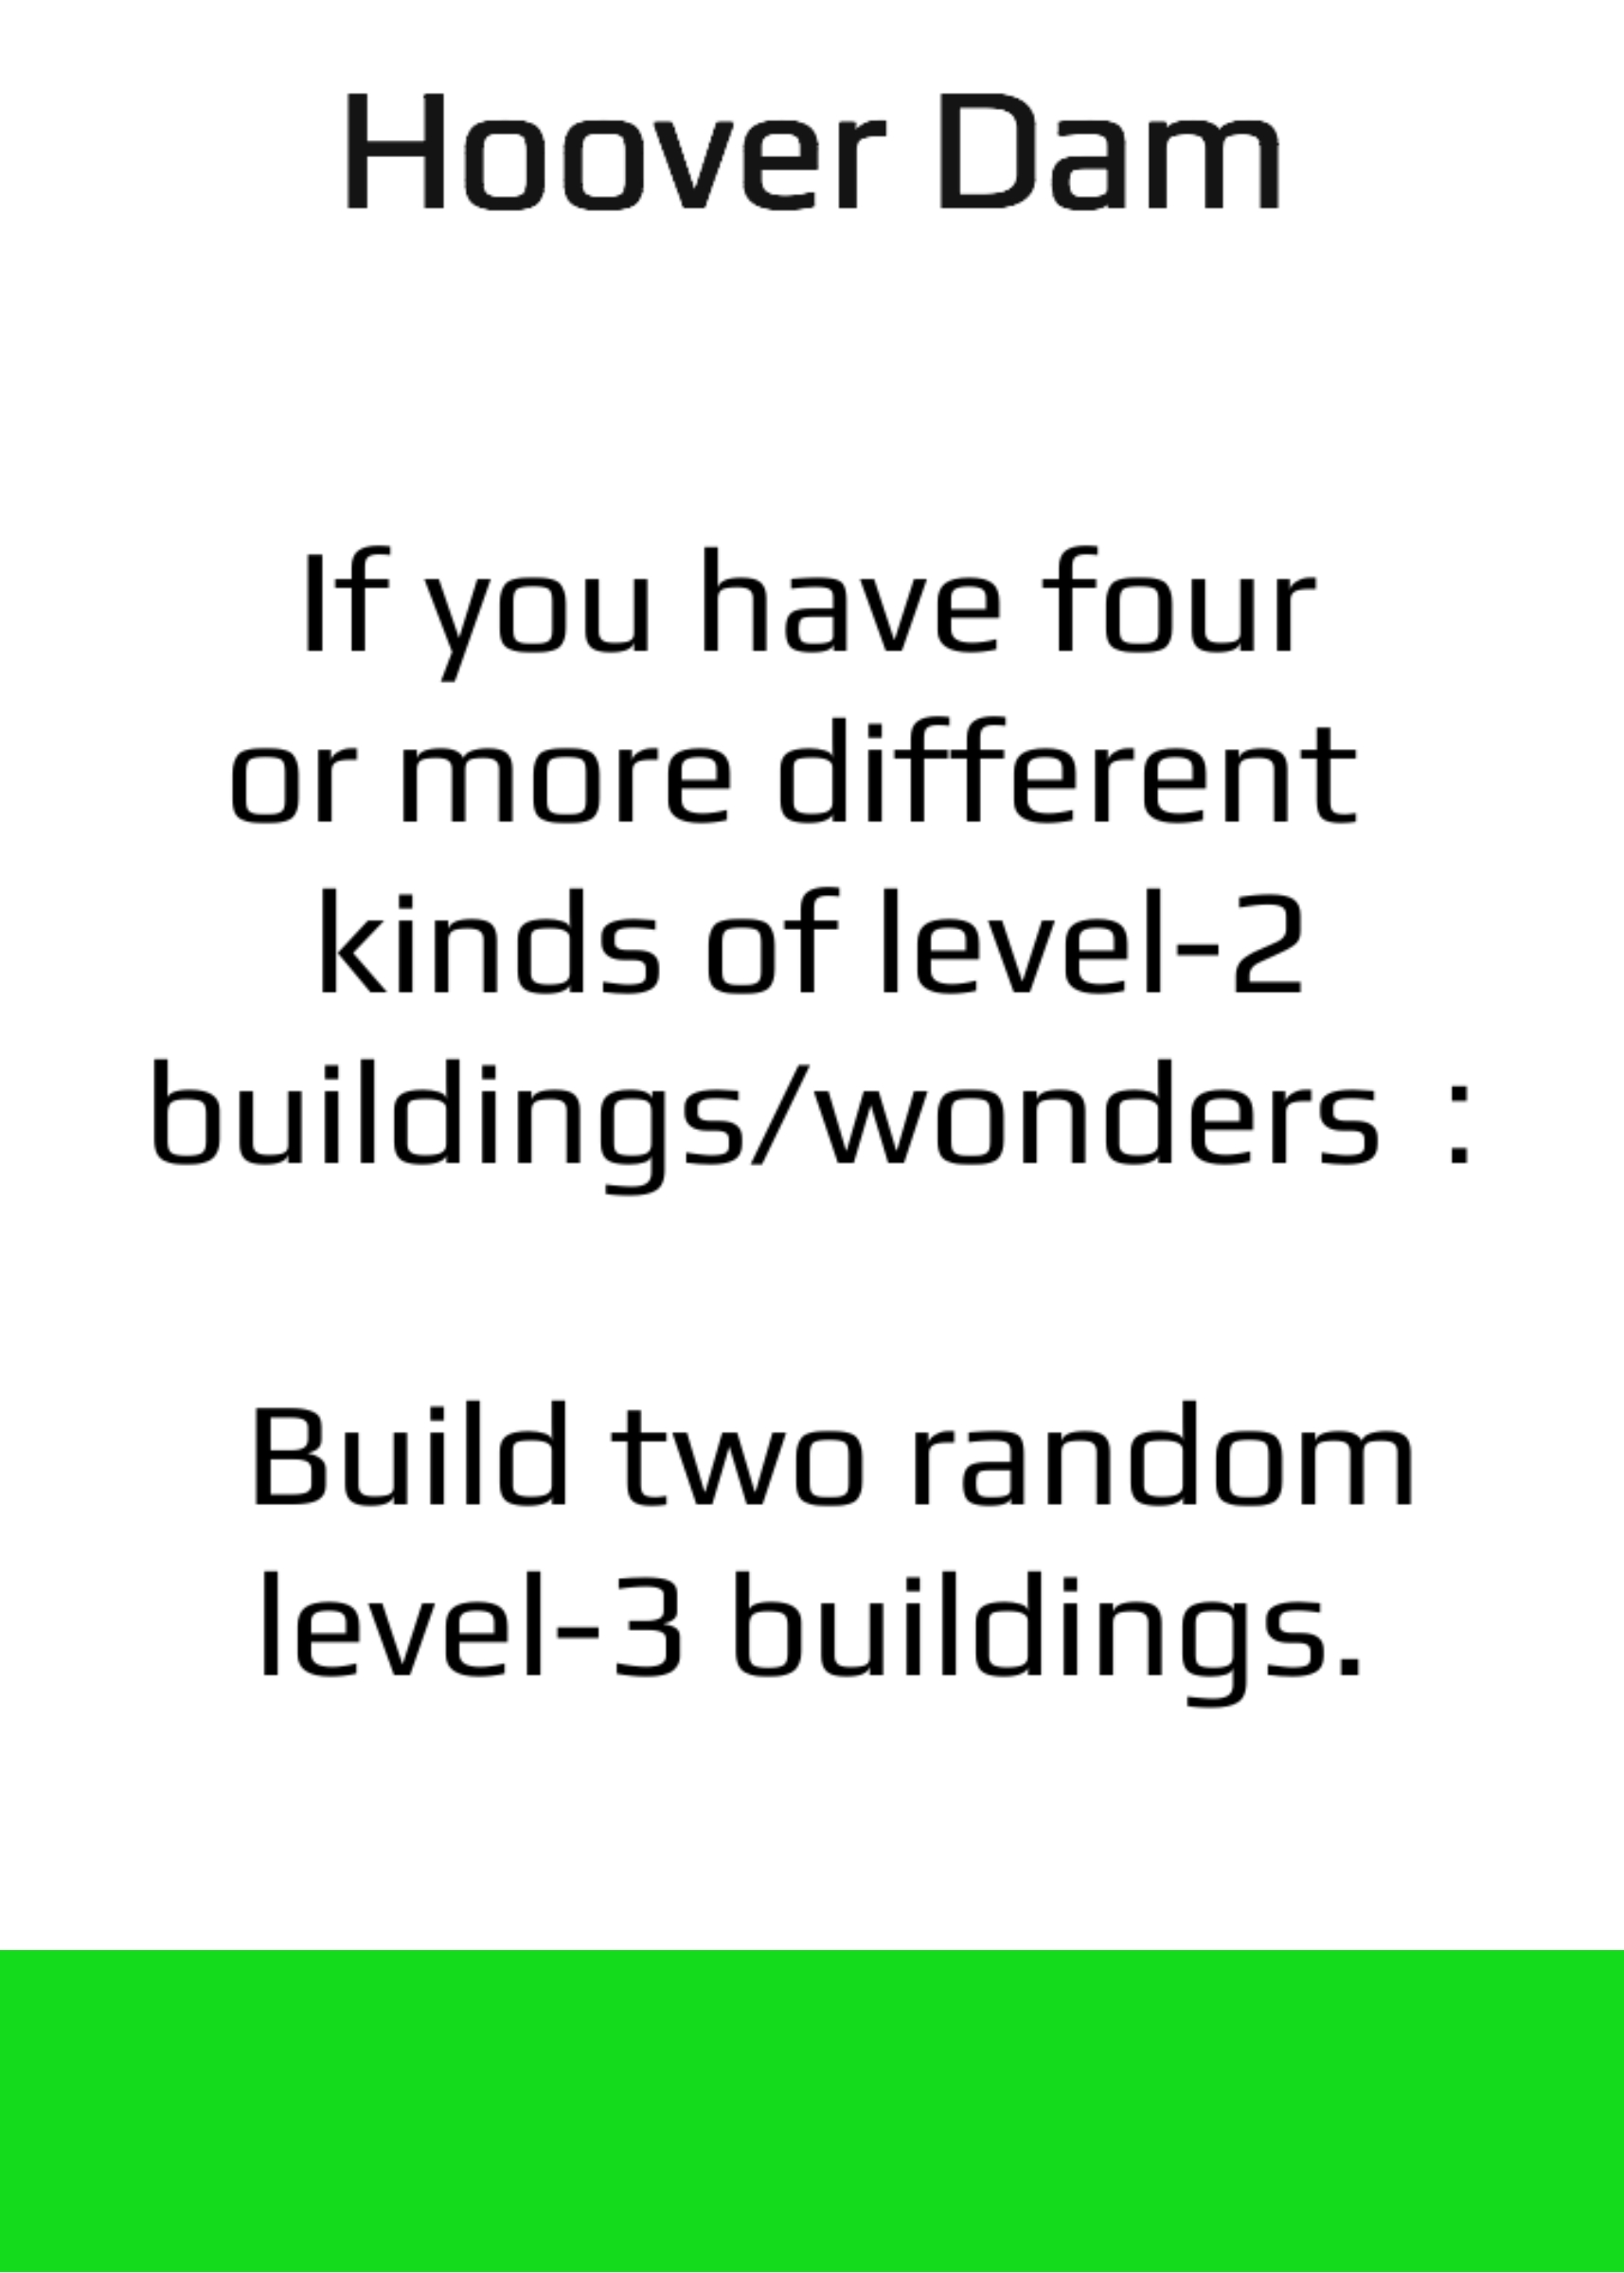 Hoover Dam
If you have four
or more different
kinds of level-2
buildings/wonders :
Build two random
level-3 buildings.